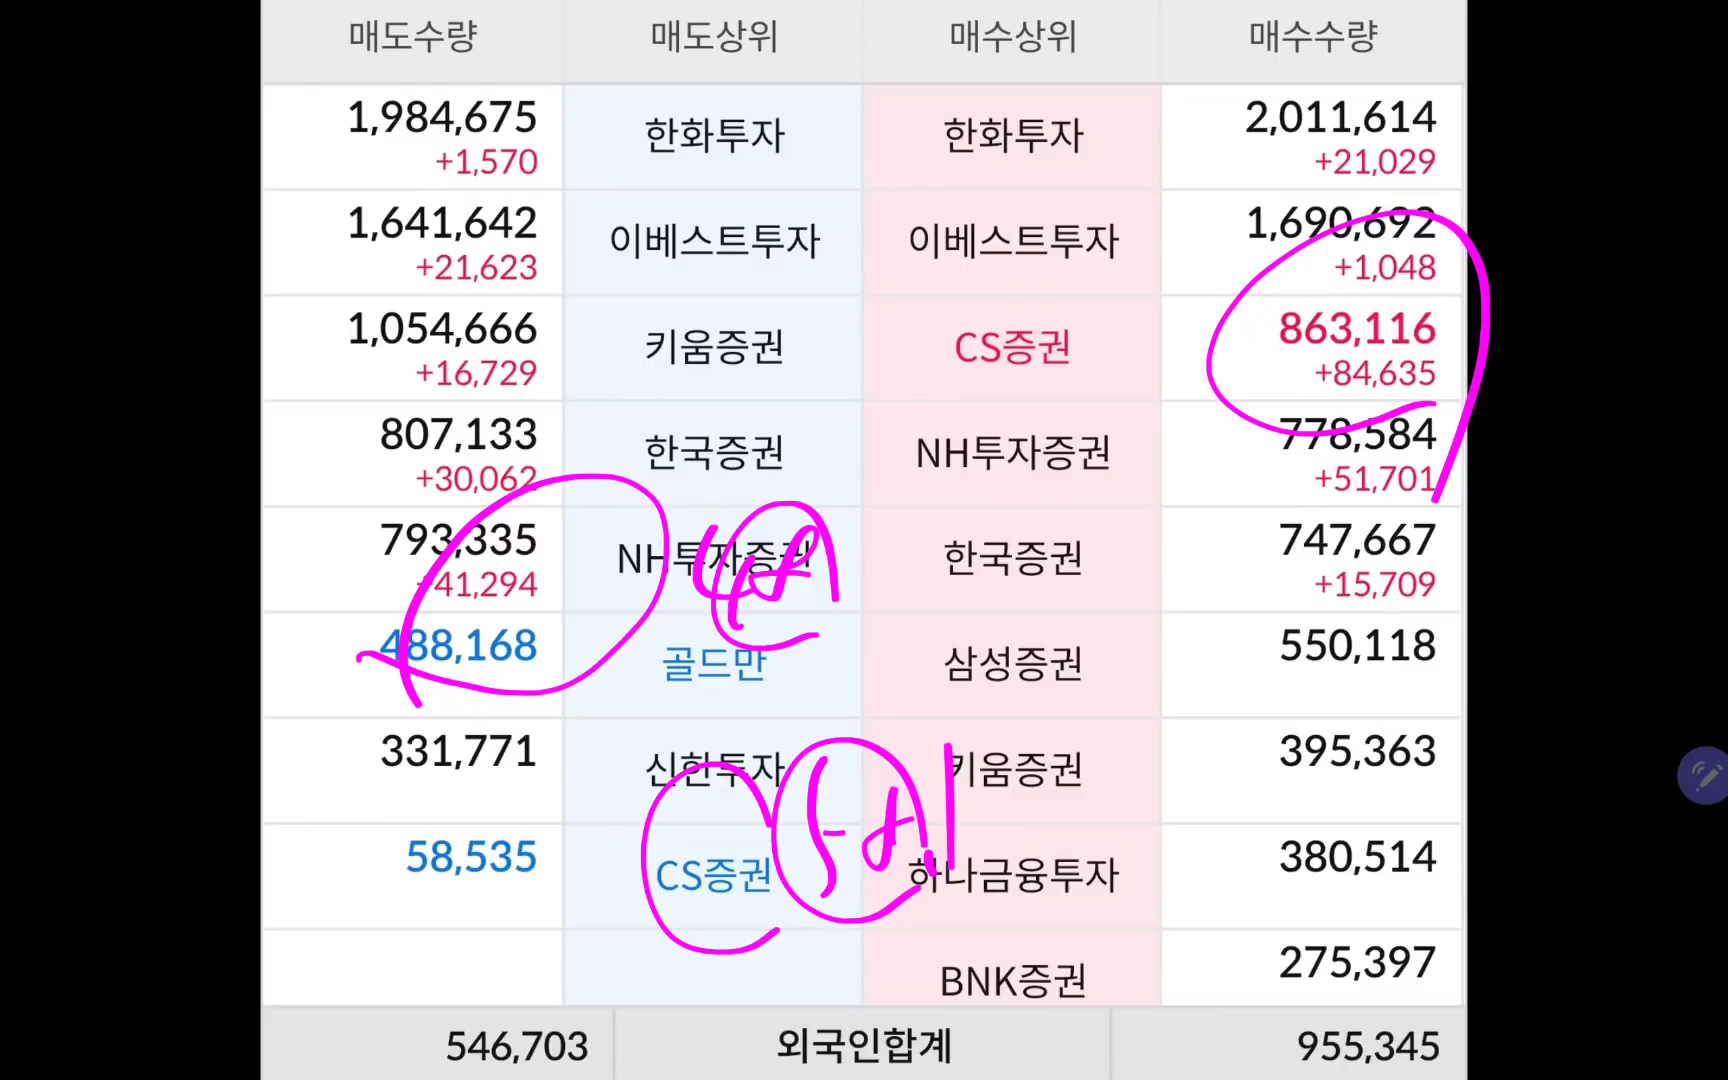 매도수량 매도상위 매수상위 매수수량
1,984,675 한화투자 한화투자 2,011,614
+1,570 +21,029
1,641,642 이베스트투자 이베스트투자 1,690,692
+21,623 +1,048
1,054,666 키움증권 CS증권 863,116
+16,729 +84,635
807,133 한국증권 NH투자증권 778,584
+30,062 +51,701
793,335 NH투자증권 한국증권 747,667
+41,294 +15,709
488,168 골드만 삼성증권 550,118
331,771 신한투자 키움증권 395,363
58,535 CS증권 하나금융투자 380,514
BNK증권 275,397
546,703 외국인합계 955,345